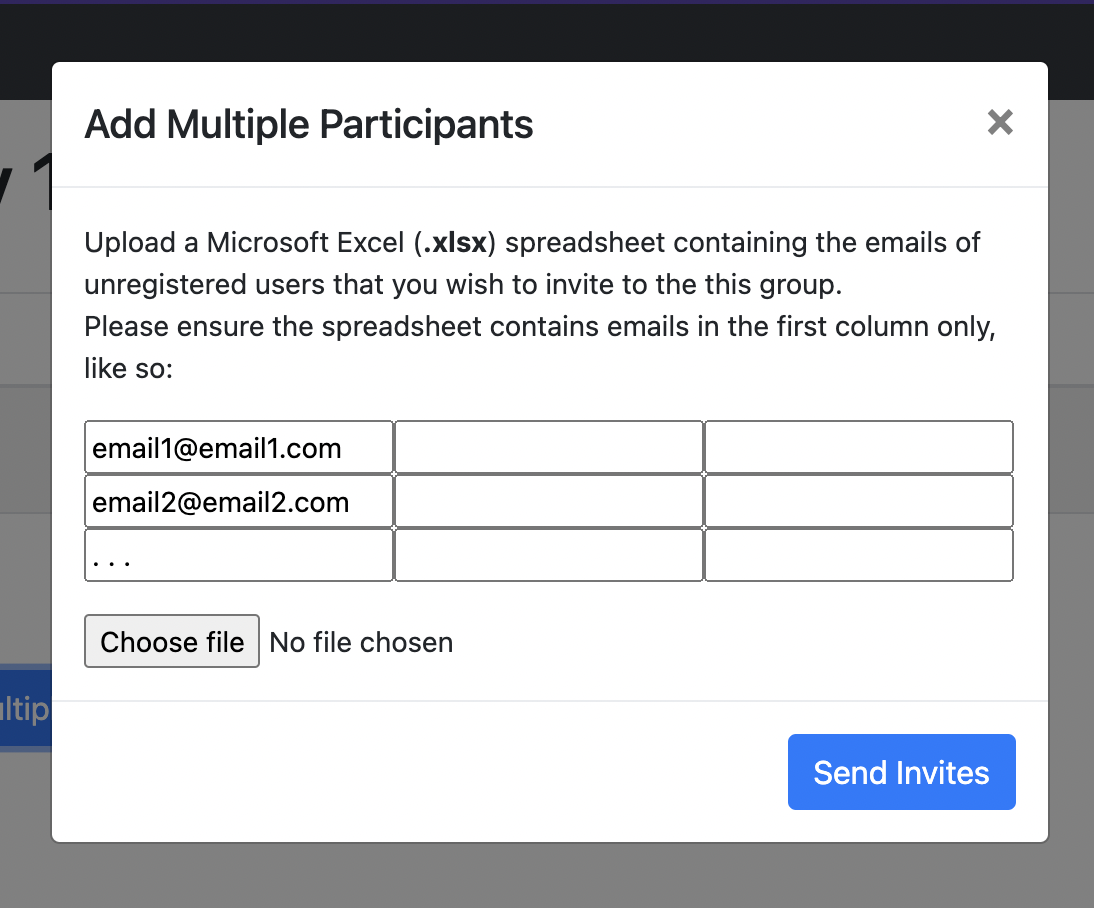 Add Multiple Participants ×
Upload a Microsoft Excel (.xlsx) spreadsheet containing the emails of
unregistered users that you wish to invite to the this group.
Please ensure the spreadsheet contains emails in the first column only,
like so:
email1@email1.com
email2@email2.com
. . .
Choose file No file chosen
Send Invites